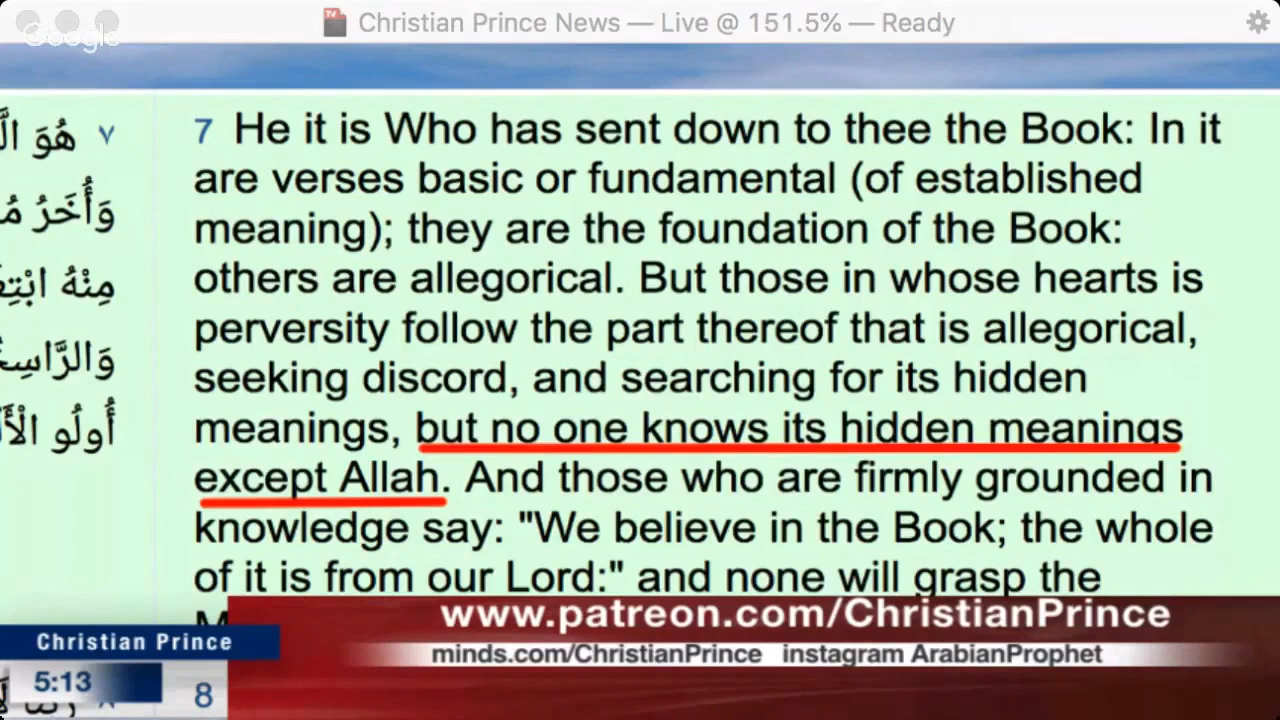 Christian Prince News — Live @ 151.5% — Ready
Google
7 He it is Who has sent down to thee the Book: In it
are verses basic or fundamental (of established
meaning); they are the foundation of the Book:
others are allegorical. But those in whose hearts is
perversity follow the part thereof that is allegorical,
seeking discord, and searching for its hidden
meanings, but no one knows its hidden meanings
except Allah. And those who are firmly grounded in
knowledge say: "We believe in the Book; the whole
of it is from our Lord:" and none will grasp the
٧ هُوَ
وَأُخَرُ
مِنْهُ
أُولُو
www.patreon.com/ChristianPrince
Christian Prince
minds.com/ChristianPrince instagram ArabianProphet
5:13
8